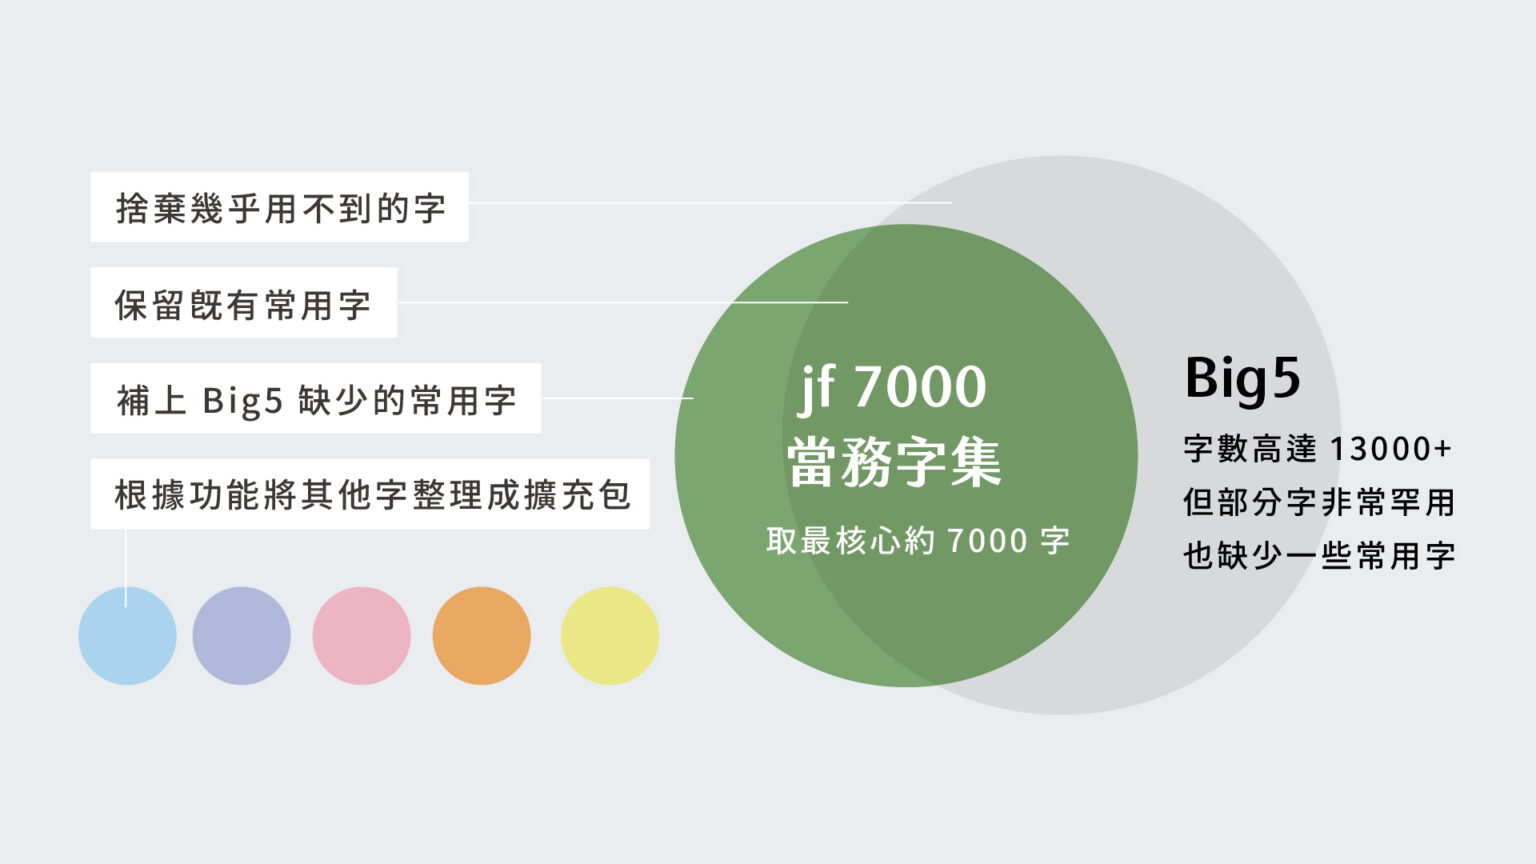 捨棄幾乎用不到的字
保留既有常用字
補上 Big5 缺少的常用字
根據功能將其他字整理成擴充包
jf 7000
當務字集
取最核心約 7000 字
Big5
字數高達 13000+
但部分字非常罕用
也缺少一些常用字